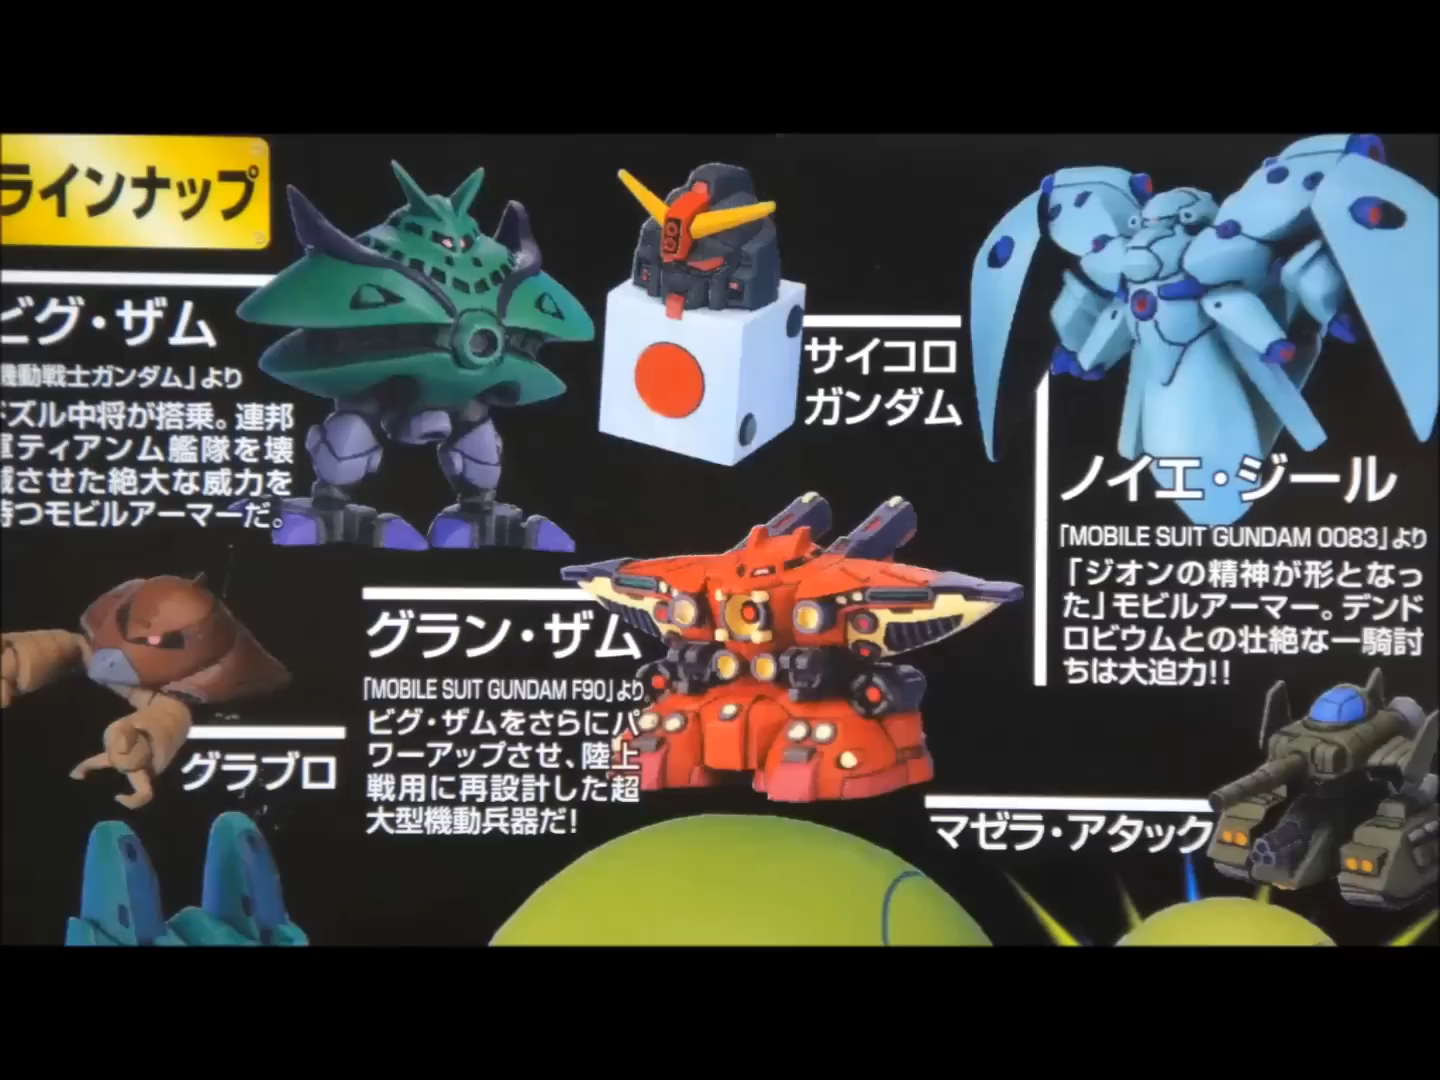 ラインナップ
ビグ・ザム
機動戦士ガンダム」より
ドズル中将が搭乗。連邦
軍ティアンム艦隊を壊
滅させた絶大な威力を
持つモビルアーマーだ。
サイコロ
ガンダム
ノイエ・ジール
「MOBILE SUIT GUNDAM 0083」より
「ジオンの精神が形となっ
た」モビルアーマー。デンド
ロビウムとの壮絶な一騎討
ちは大迫力!!
グラン・ザム
「MOBILE SUIT GUNDAM F90」より
ビグ・ザムをさらにパ
ワーアップさせ、陸上
戦用に再設計した超
大型機動兵器だ!
グラブロ
マゼラ・アタック